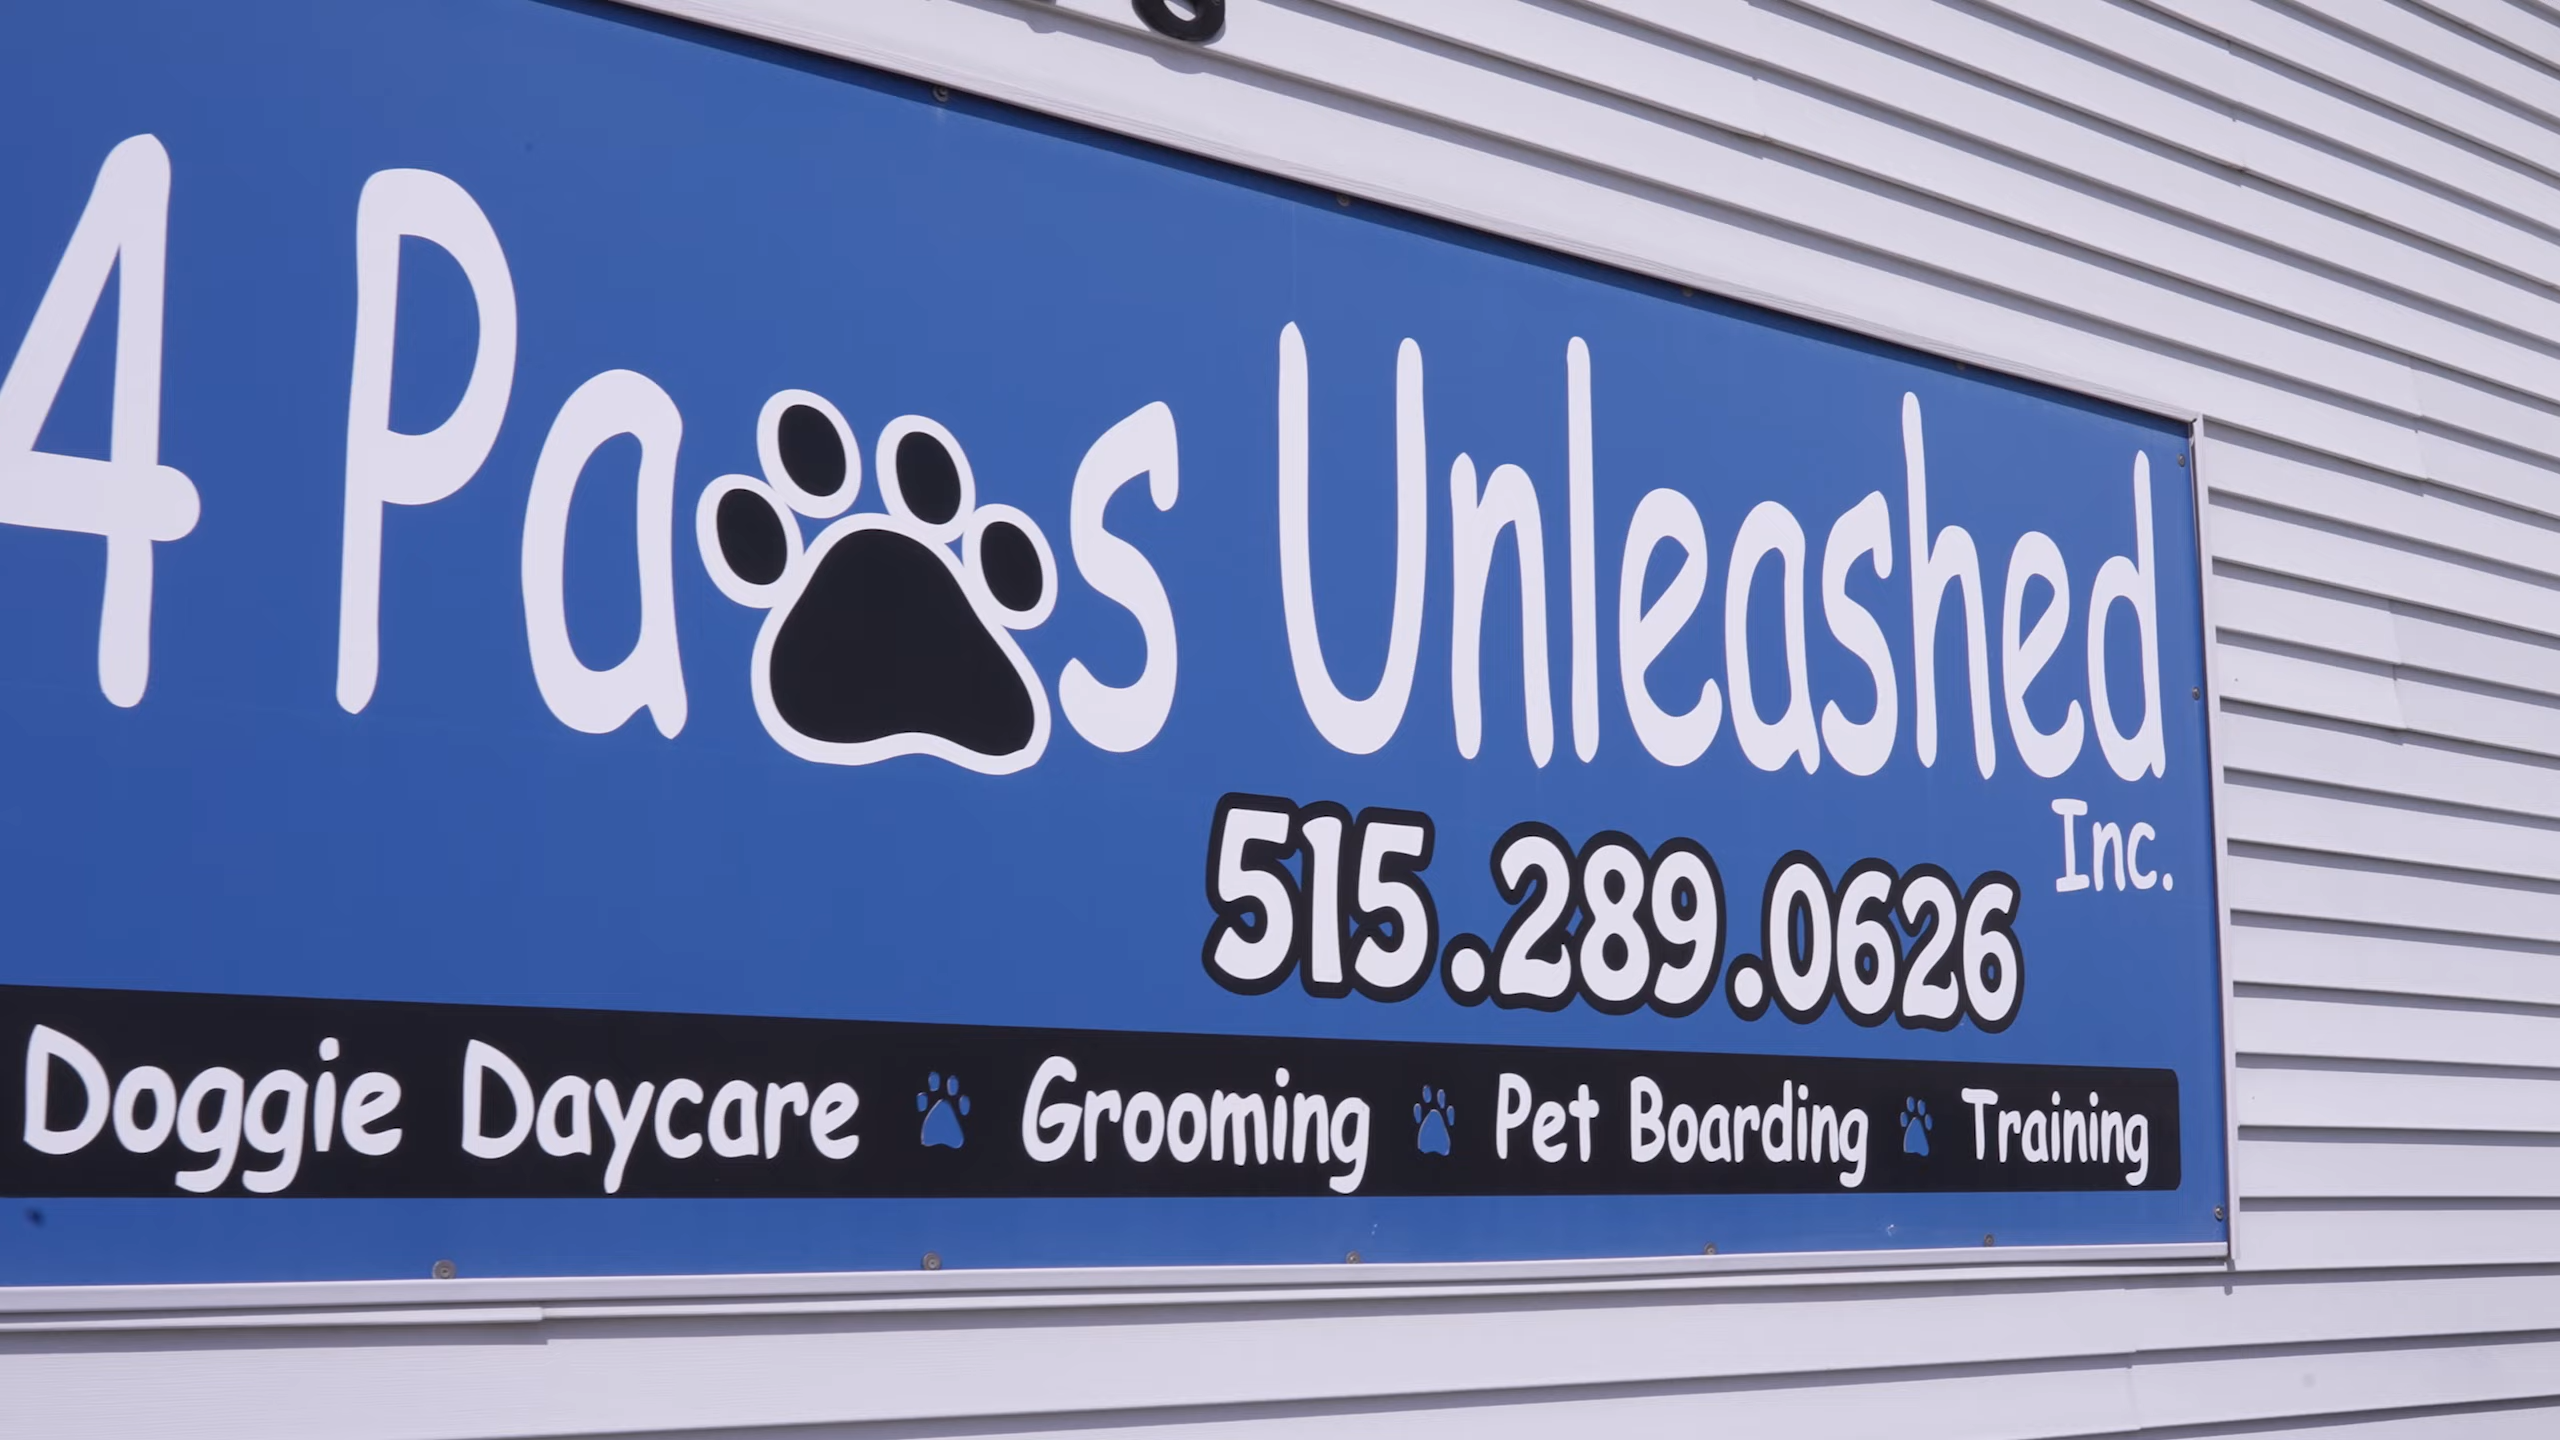 4 Paws Unleashed
Inc.
515.289.0626
Doggie Daycare Grooming Pet Boarding Training